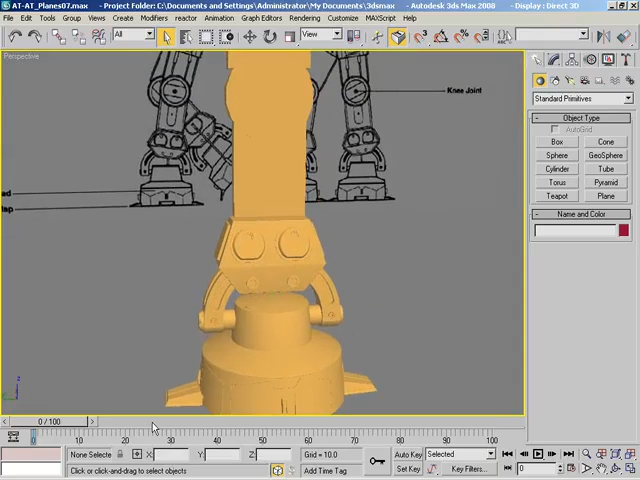 AT-AT_Planes07.max - Project Folder: C:\Documents and Settings\Administrator\My Documents\3dsmax - Autodesk 3ds Max 2008 - Display : Direct 3D
File Edit Tools Group Views Create Modifiers reactor Animation Graph Editors Rendering Customize MAXScript Help
All View
Perspective
Knee Joint
ad
lap
z
Standard Primitives
- Object Type
AutoGrid
Box Cone
Sphere GeoSphere
Cylinder Tube
Torus Pyramid
Teapot Plane
- Name and Color
< 0 / 100 >
0 10 20 30 40 50 60 70 80 90 100
None Selecte X: Y: Z: Grid = 10.0 Auto Key Selected
Click or click-and-drag to select objects Add Time Tag Set Key Key Filters... 0